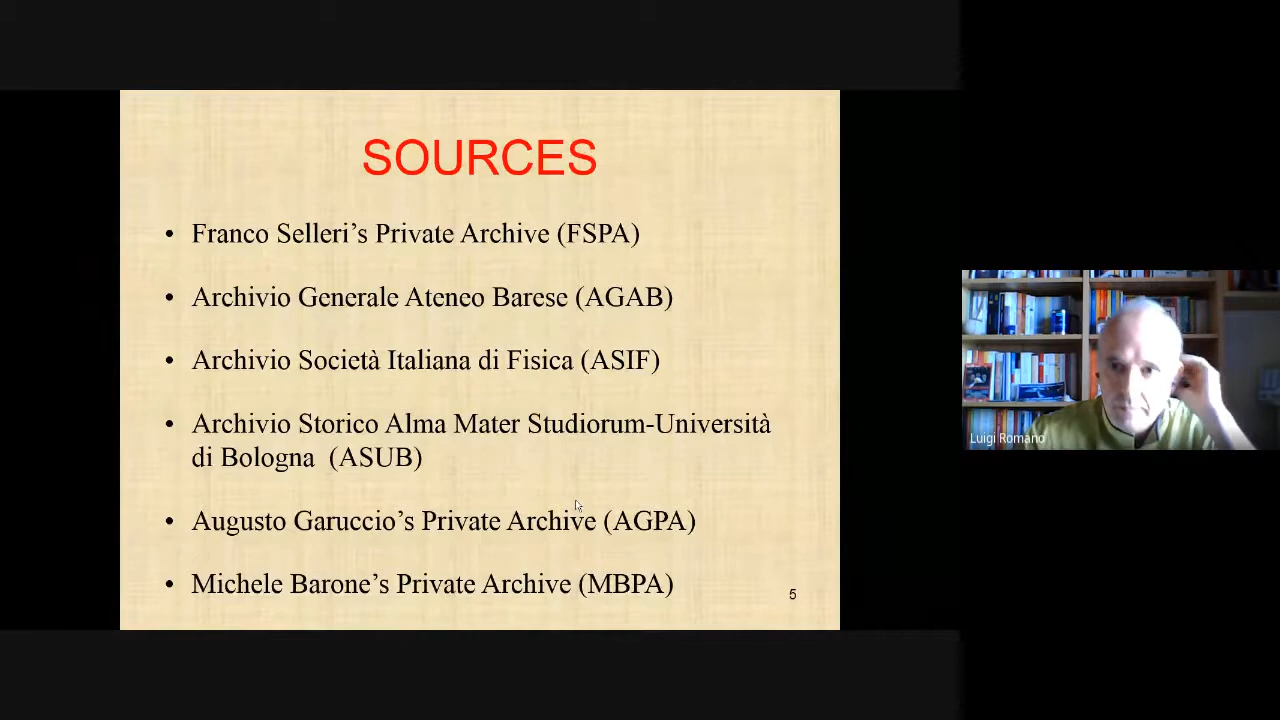 SOURCES
• Franco Selleri’s Private Archive (FSPA)
• Archivio Generale Ateneo Barese (AGAB)
• Archivio Società Italiana di Fisica (ASIF)
• Archivio Storico Alma Mater Studiorum-Università
di Bologna (ASUB)
• Augusto Garuccio’s Private Archive (AGPA)
• Michele Barone’s Private Archive (MBPA)
5
Luigi Romano